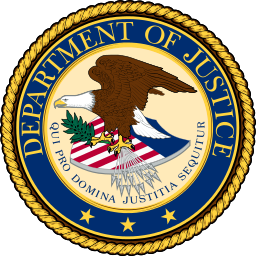 DEPARTMENT OF JUSTICE
QUI PRO DOMINA JUSTITIA SEQUITUR